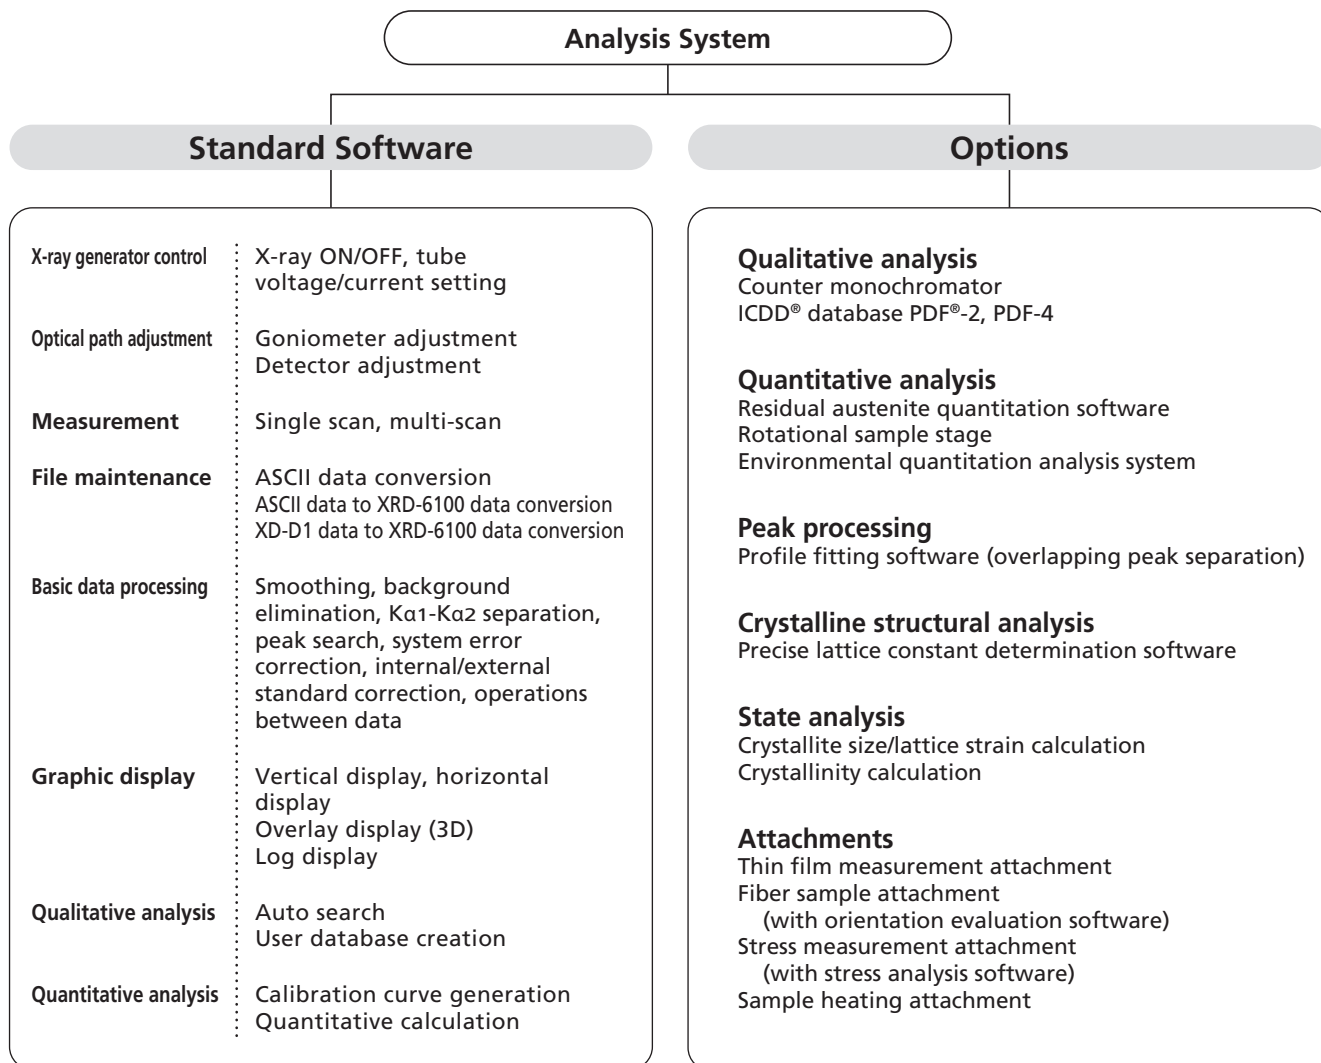 Analysis System
Standard Software
X-ray generator control
X-ray ON/OFF, tube
voltage/current setting
Optical path adjustment
Goniometer adjustment
Detector adjustment
Measurement
Single scan, multi-scan
File maintenance
ASCII data conversion
ASCII data to XRD-6100 data conversion
XD-D1 data to XRD-6100 data conversion
Basic data processing
Smoothing, background
elimination, Kα1-Kα2 separation,
peak search, system error
correction, internal/external
standard correction, operations
between data
Graphic display
Vertical display, horizontal
display
Overlay display (3D)
Log display
Qualitative analysis
Auto search
User database creation
Quantitative analysis
Calibration curve generation
Quantitative calculation
Options
Qualitative analysis
Counter monochromator
ICDD® database PDF®-2, PDF-4
Quantitative analysis
Residual austenite quantitation software
Rotational sample stage
Environmental quantitation analysis system
Peak processing
Profile fitting software (overlapping peak separation)
Crystalline structural analysis
Precise lattice constant determination software
State analysis
Crystallite size/lattice strain calculation
Crystallinity calculation
Attachments
Thin film measurement attachment
Fiber sample attachment
(with orientation evaluation software)
Stress measurement attachment
(with stress analysis software)
Sample heating attachment